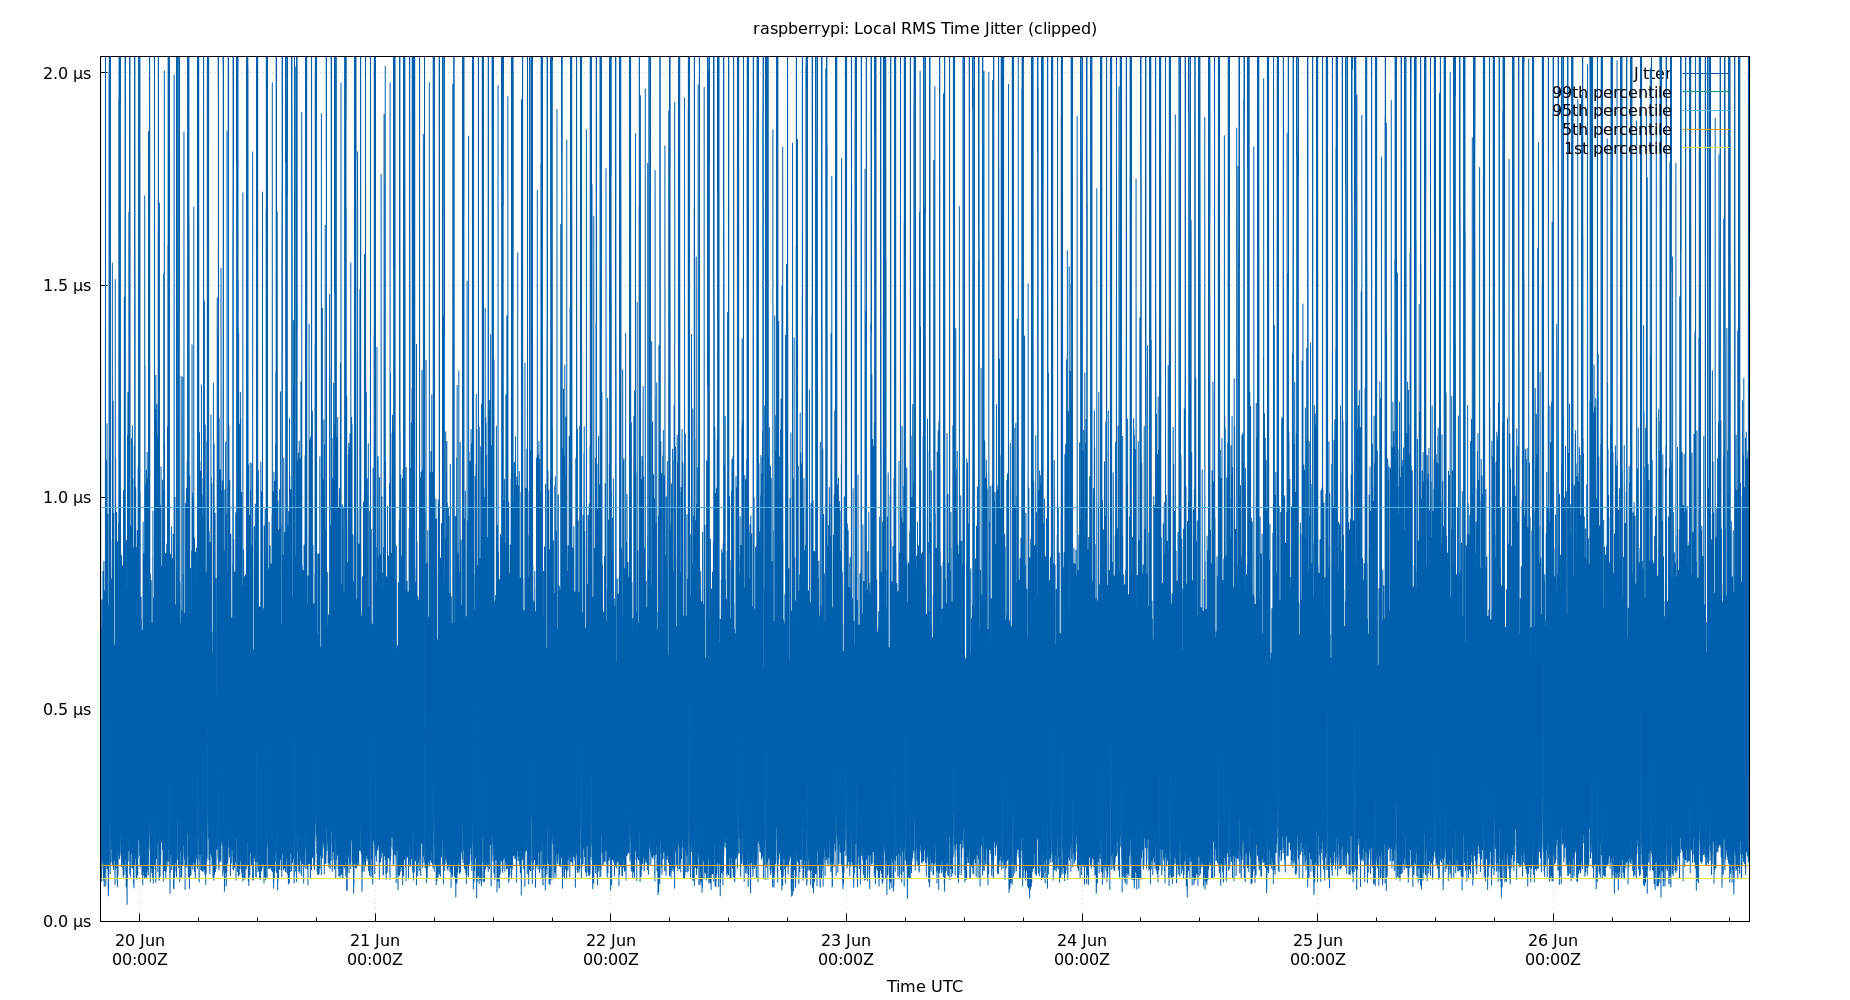 raspberrypi: Local RMS Time Jitter (clipped)
2.0 µs
1.5 µs
1.0 µs
0.5 µs
0.0 µs
Jitter
99th percentile
95th percentile
5th percentile
1st percentile
20 Jun
00:00Z
21 Jun
00:00Z
22 Jun
00:00Z
23 Jun
00:00Z
24 Jun
00:00Z
25 Jun
00:00Z
26 Jun
00:00Z
Time UTC